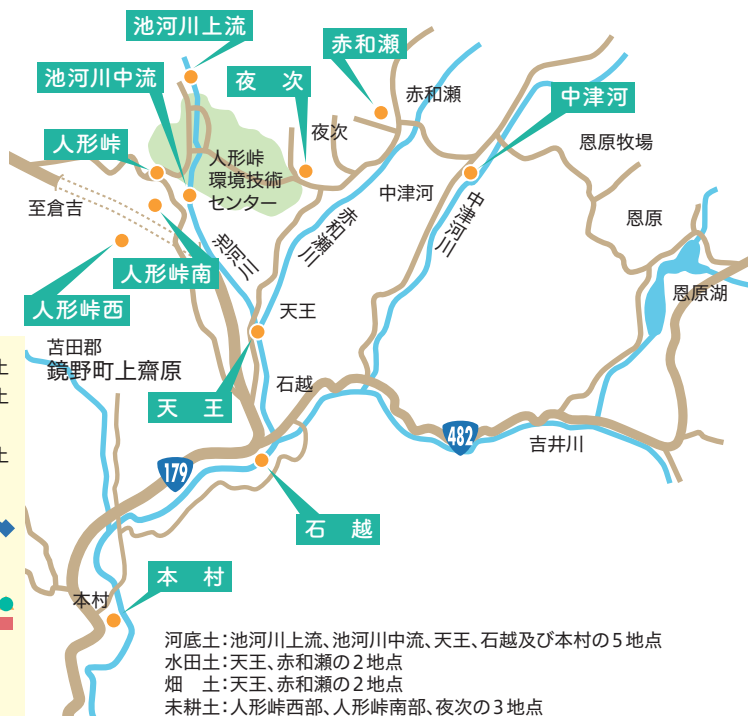 池河川上流
赤和瀬
池河川中流
夜　次
赤和瀬
中津河
人形峠
夜次
恩原牧場
人形峠
環境技術
センター
中津河
至倉吉
赤和瀬川
中津河川
恩原
池河川
人形峠南
恩原湖
人形峠西
天王
苫田郡
鏡野町上齋原
土
石越
土
天　王
482
吉井川
土
179
石　越
本　村
本村
河底土:池河川上流、池河川中流、天王、石越及び本村の5地点
水田土:天王、赤和瀬の2地点
畑　土:天王、赤和瀬の2地点
未耕土:人形峠西部、人形峠南部、夜次の3地点